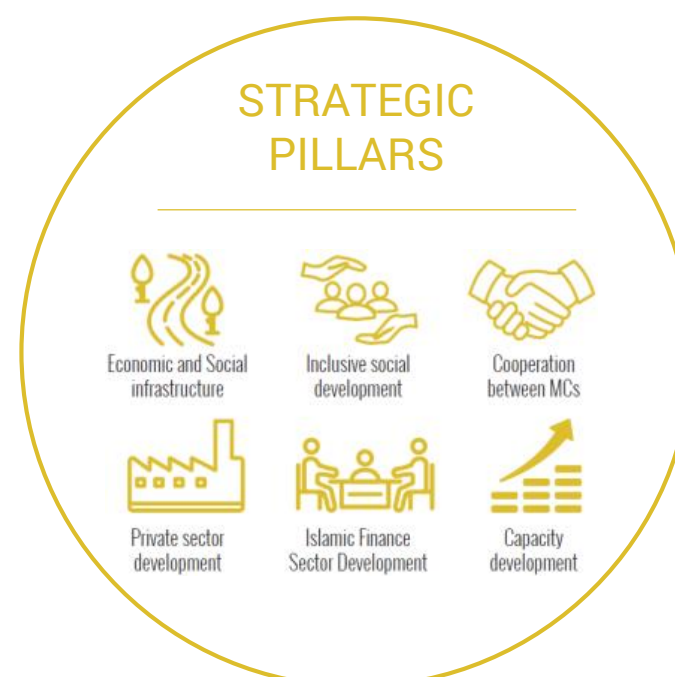 STRATEGIC
PILLARS
Economic and Social
infrastructure
Inclusive social
development
Cooperation
between MCs
Private sector
development
Islamic Finance
Sector Development
Capacity
development